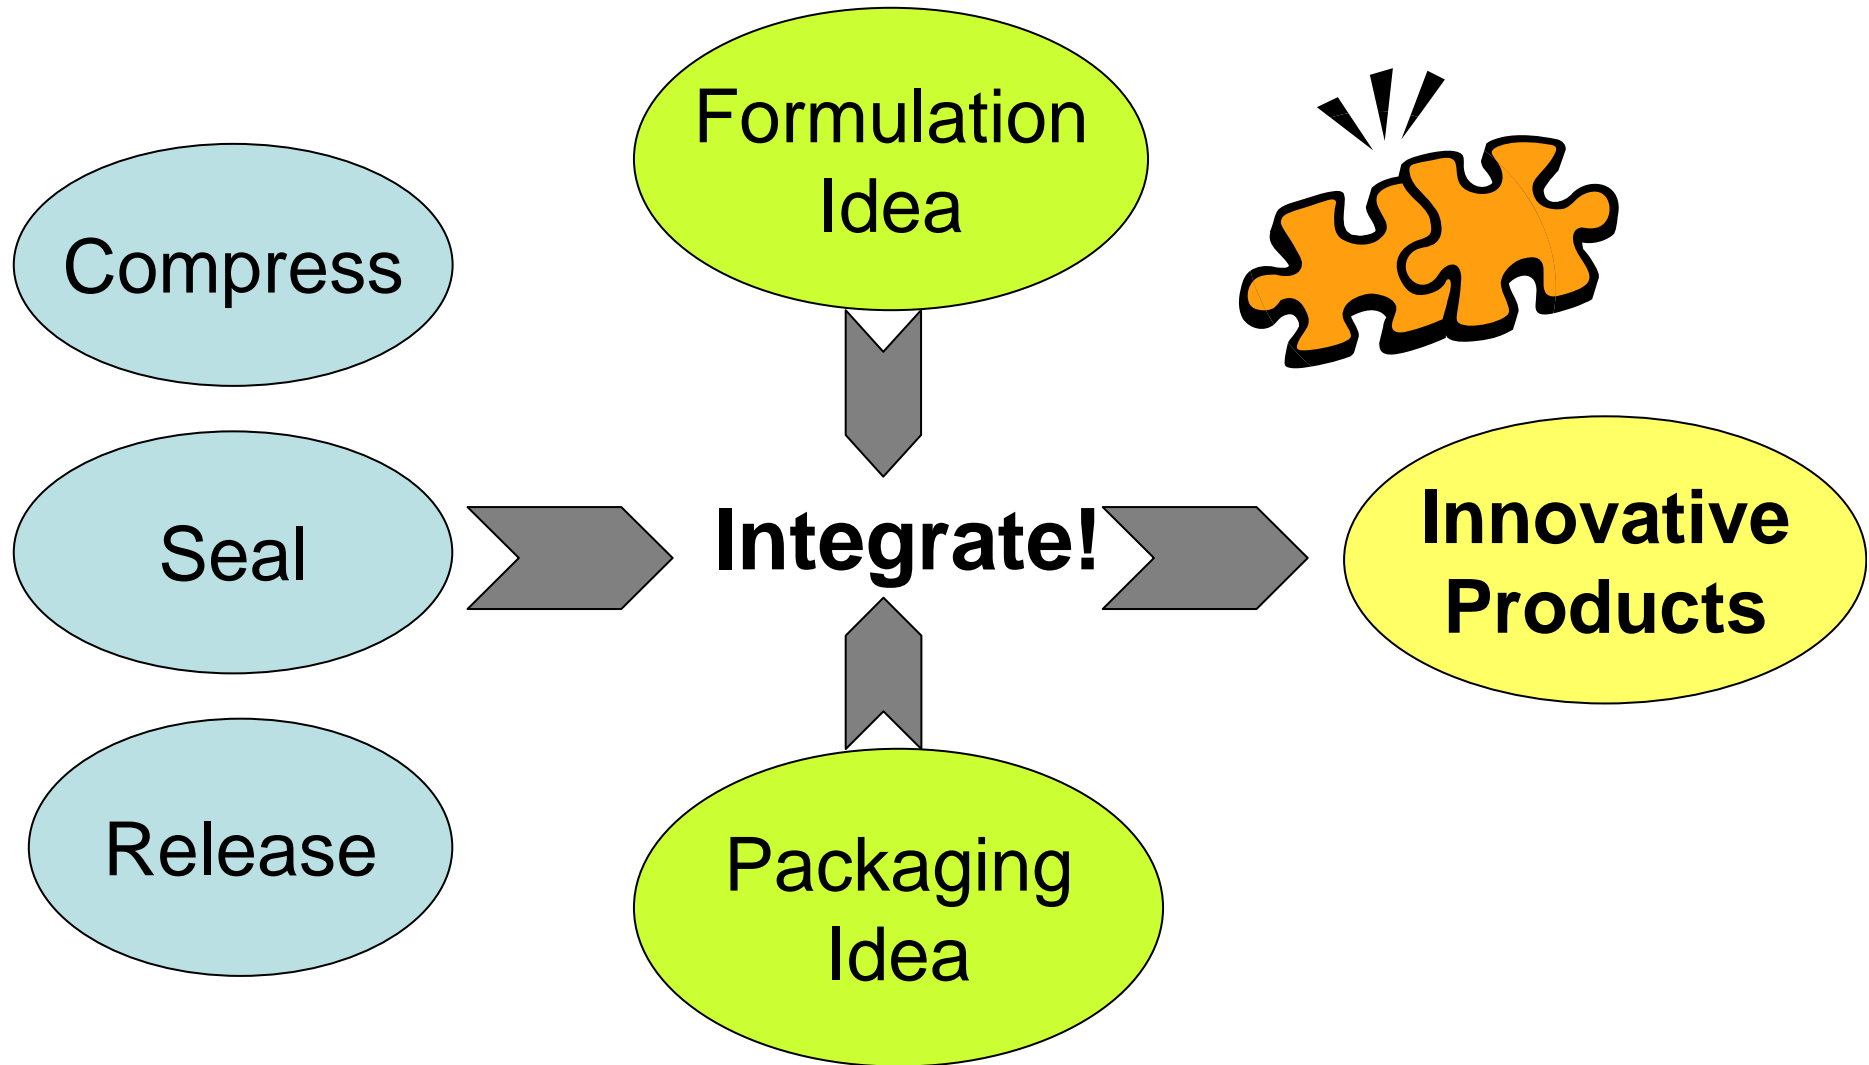 Compress
Seal
Release
Formulation
Idea
Integrate!
Packaging
Idea
Innovative
Products